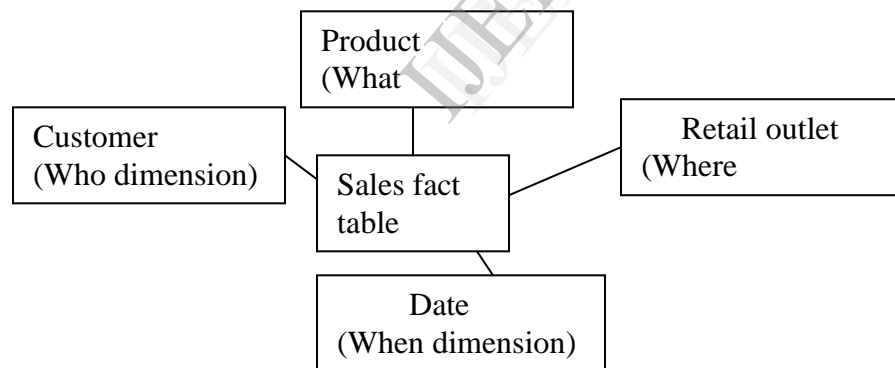 Product
(What
Customer
(Who dimension)
Retail outlet
(Where
Sales fact
table
Date
(When dimension)